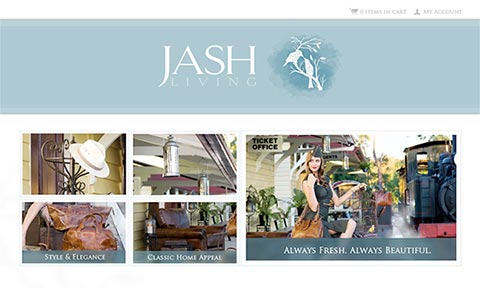 0 items in cart
My Account
JASH
LIVING
TICKET
OFFICE
GENTS
Style & Elegance
Classic Home Appeal
Always Fresh. Always Beautiful.